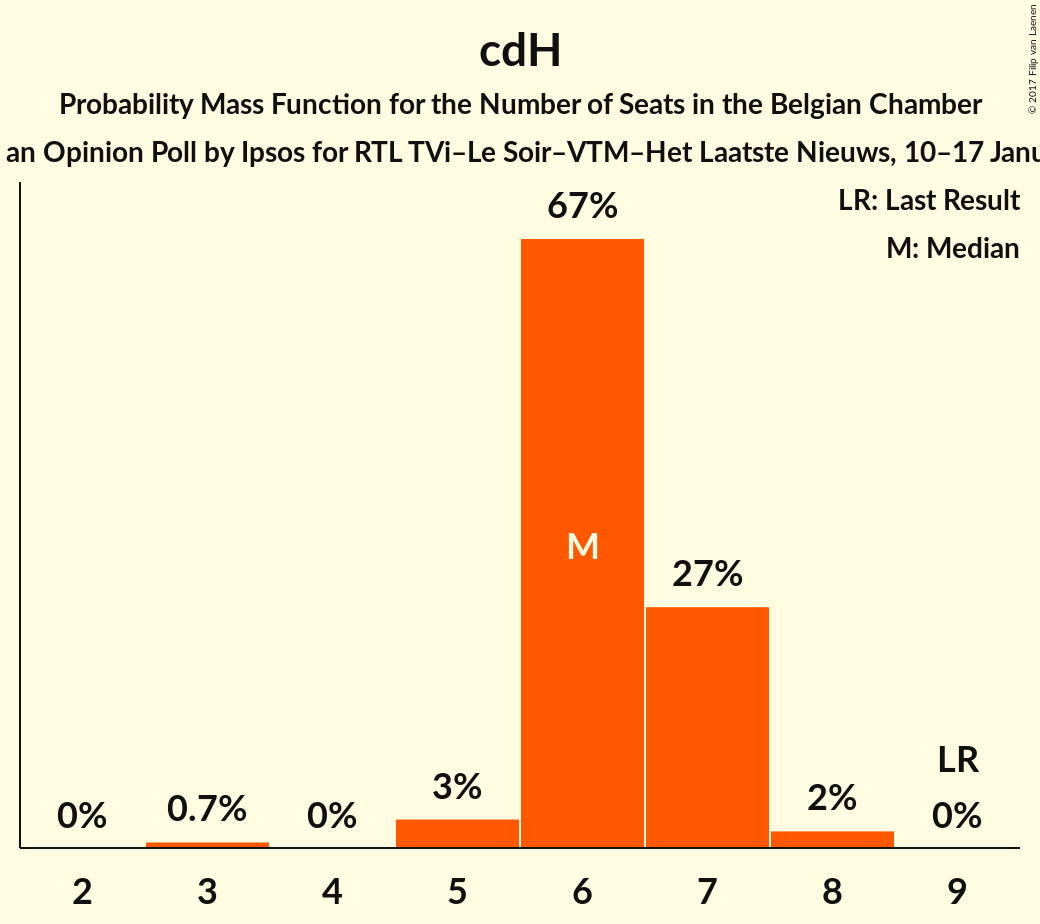 cdH
Probability Mass Function for the Number of Seats in the Belgian Chamber
an Opinion Poll by Ipsos for RTL TVi–Le Soir–VTM–Het Laatste Nieuws, 10–17 Janu
© 2017 Filip van Laenen
LR: Last Result
M: Median
67%
M
27%
LR
3%
2%
0.7%
0%
0%
0%
2 3 4 5 6 7 8 9